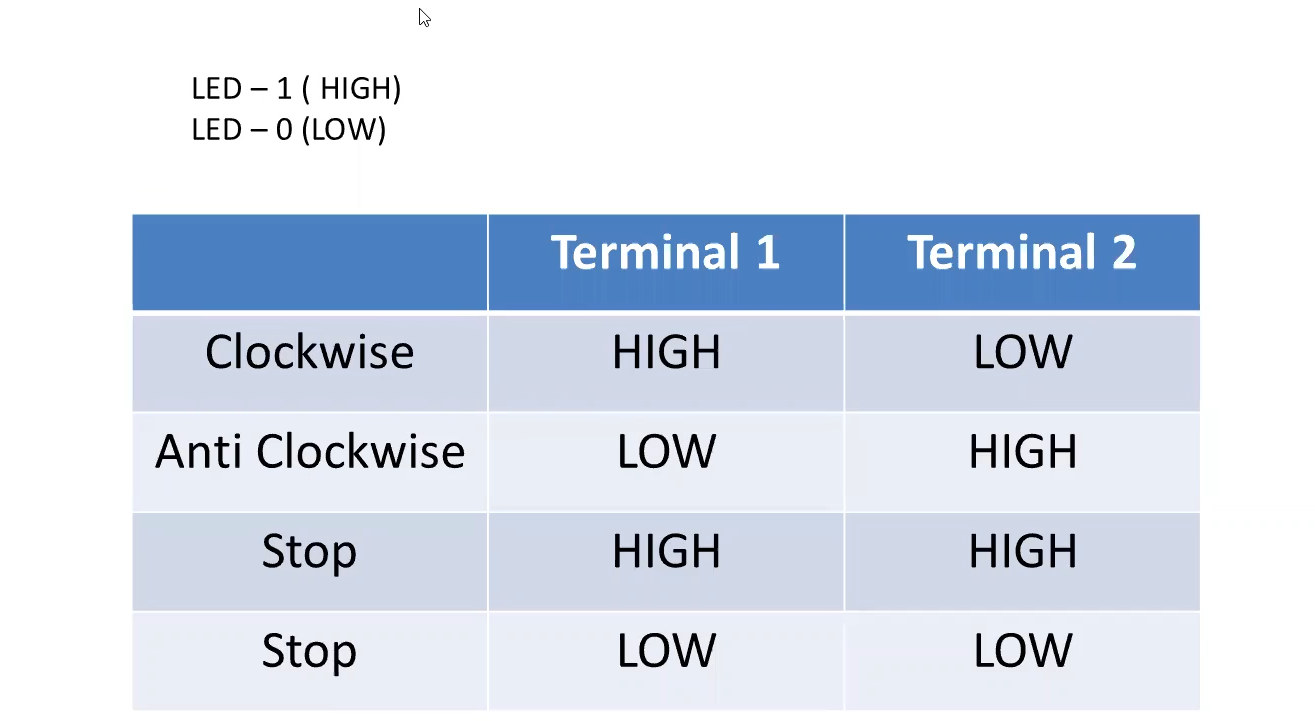 LED – 1 ( HIGH)
LED – 0 (LOW)
Terminal 1 Terminal 2
Clockwise HIGH LOW
Anti Clockwise LOW HIGH
Stop HIGH HIGH
Stop LOW LOW